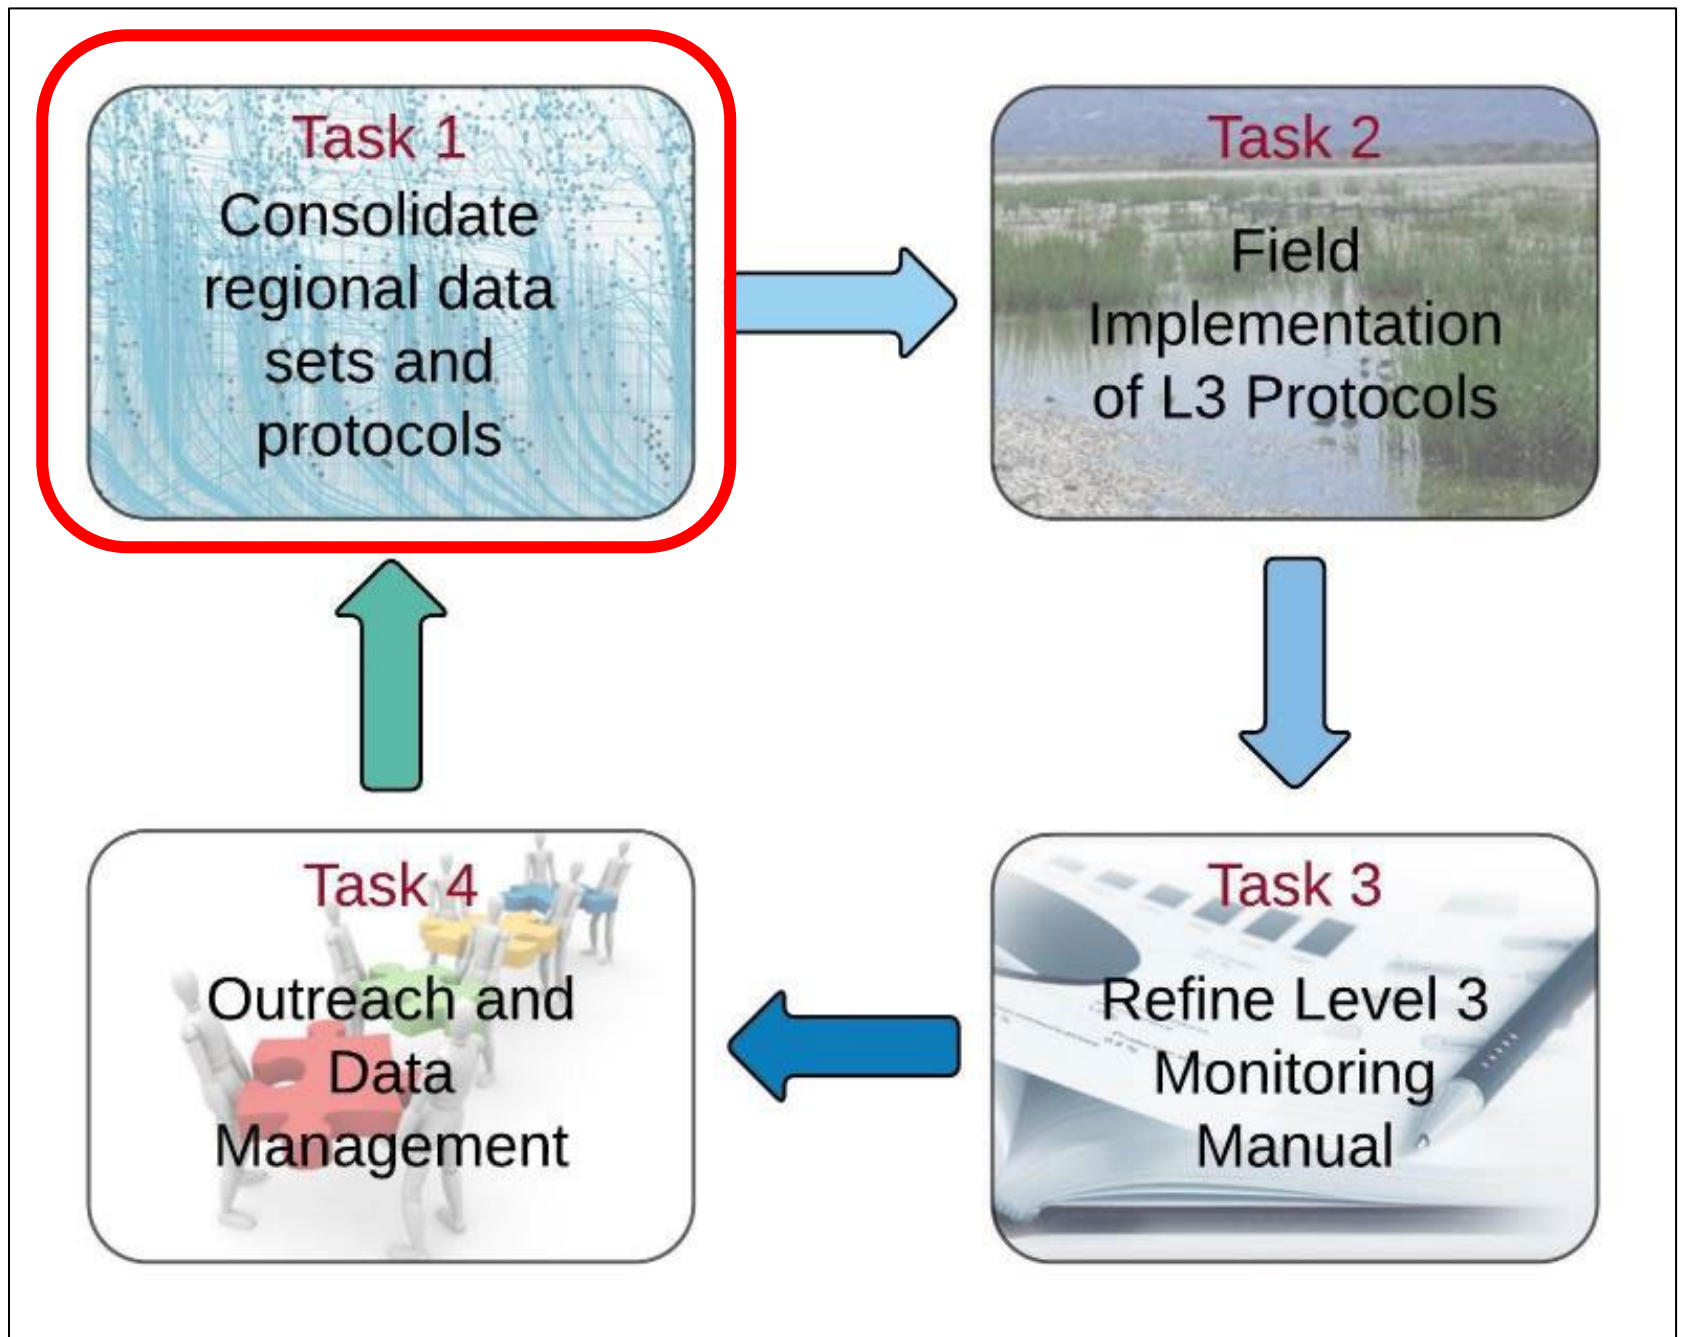 Task 1
Consolidate
regional data
sets and
protocols
Task 2
Field
Implementation
of L3 Protocols
Task 3
Refine Level 3
Monitoring
Manual
Task 4
Outreach and
Data
Management